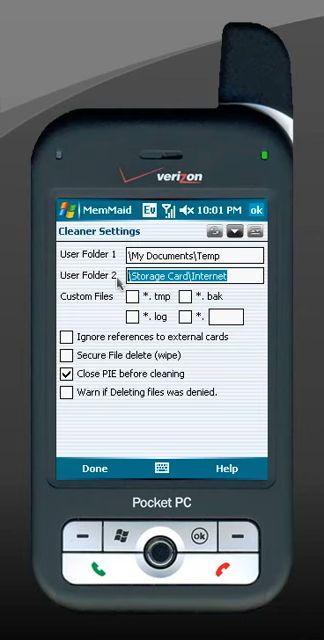 verizon
MemMaid Ev 10:01 PM ok
Cleaner Settings
User Folder 1 \My Documents\Temp
User Folder 2 \Storage Card\Internet
Custom Files *. tmp *. bak
*. log *.
Ignore references to external cards
Secure File delete (wipe)
Close PIE before cleaning
Warn if Deleting files was denied.
Done Help
Pocket PC
ok